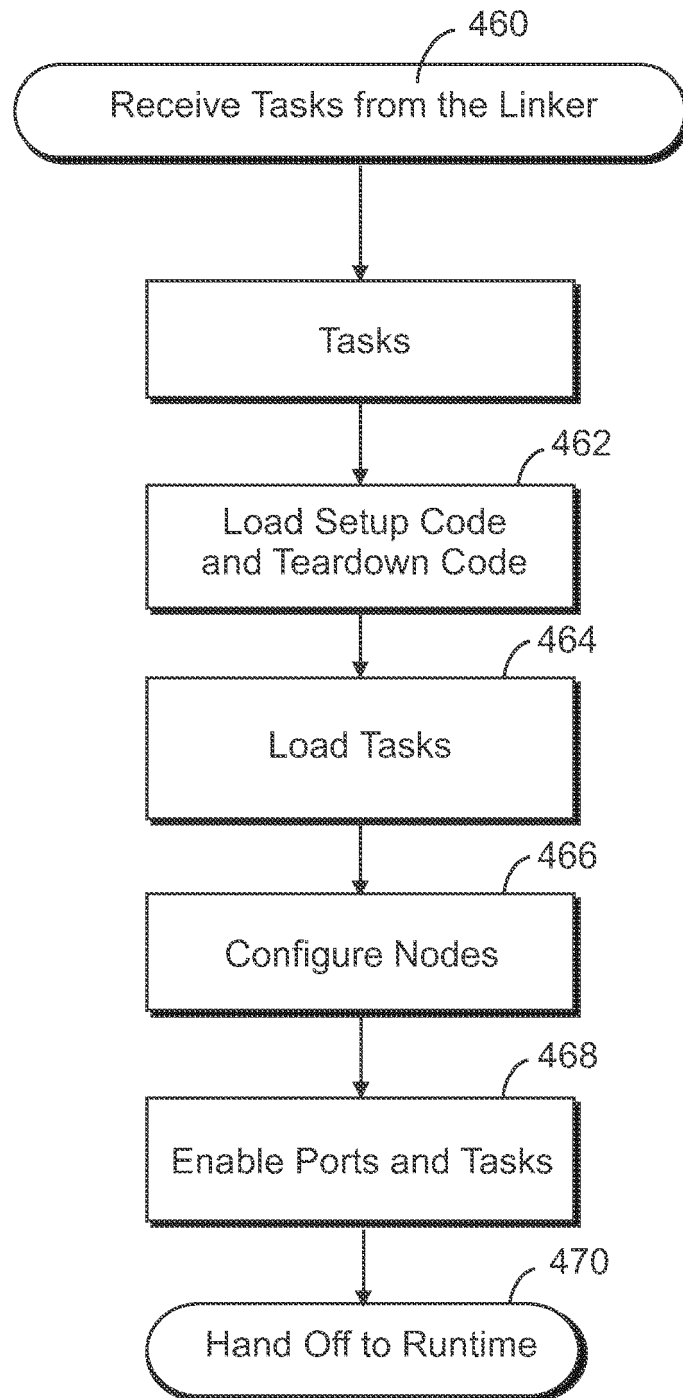 460
Receive Tasks from the Linker
Tasks
462
Load Setup Code
and Teardown Code
464
Load Tasks
466
Configure Nodes
468
Enable Ports and Tasks
470
Hand Off to Runtime